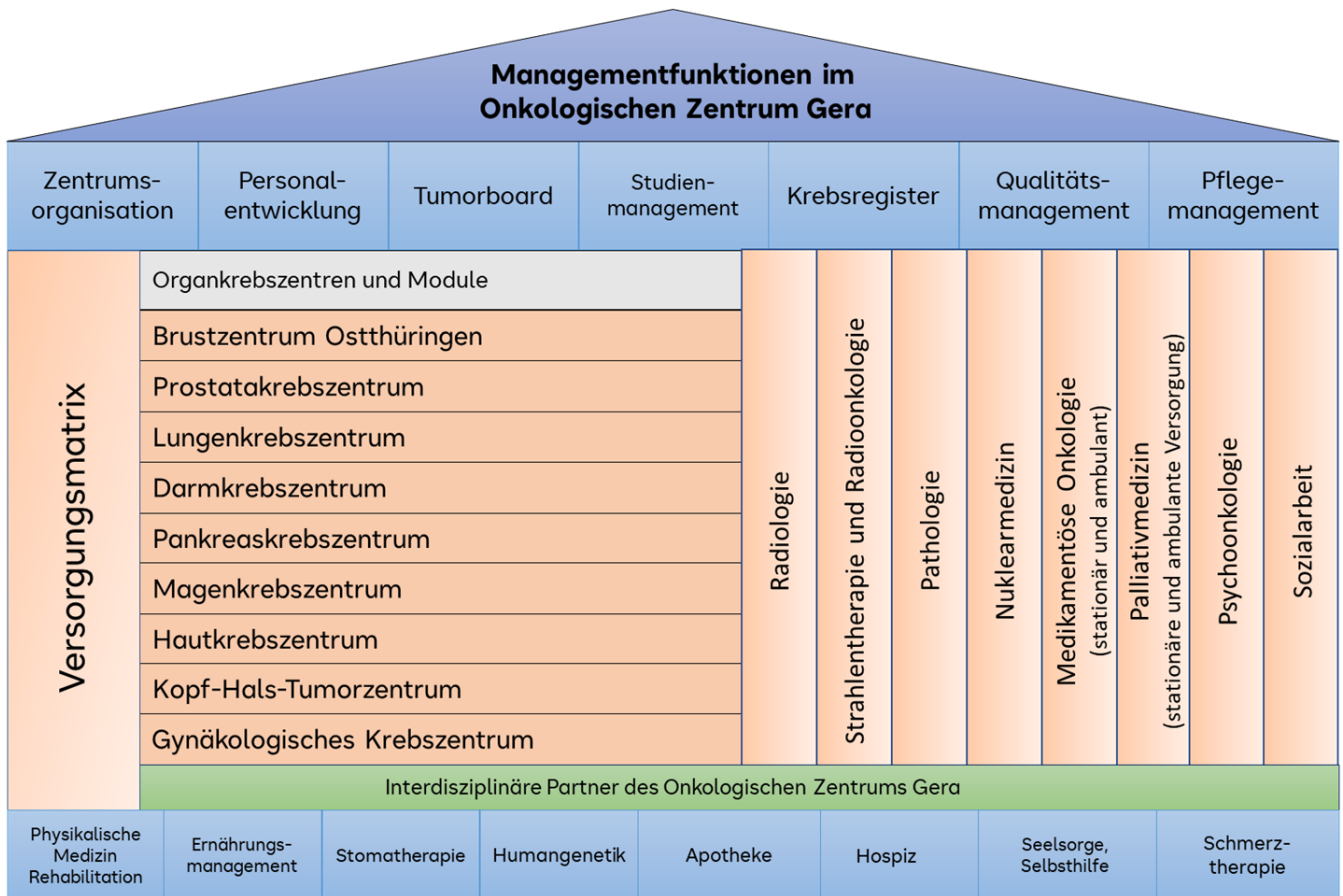 Managementfunktionen im
Onkologischen Zentrum Gera
Zentrums-
organisation
Personal-
entwicklung
Tumorboard
Studien-
management
Krebsregister
Qualitäts-
management
Pflege-
management
Versorgungsmatrix
Organkrebszentren und Module
Brustzentrum Ostthüringen
Prostatakrebszentrum
Lungenkrebszentrum
Darmkrebszentrum
Pankreaskrebszentrum
Magenkrebszentrum
Hautkrebszentrum
Kopf-Hals-Tumorzentrum
Gynäkologisches Krebszentrum
Radiologie
Strahlentherapie und Radioonkologie
Pathologie
Nuklearmedizin
Medikamentöse Onkologie
(stationär und ambulant)
Palliativmedizin
(stationäre und ambulante Versorgung)
Psychoonkologie
Sozialarbeit
Interdisziplinäre Partner des Onkologischen Zentrums Gera
Physikalische
Medizin
Rehabilitation
Ernährungs-
management
Stomatherapie
Humangenetik
Apotheke
Hospiz
Seelsorge,
Selbsthilfe
Schmerz-
therapie